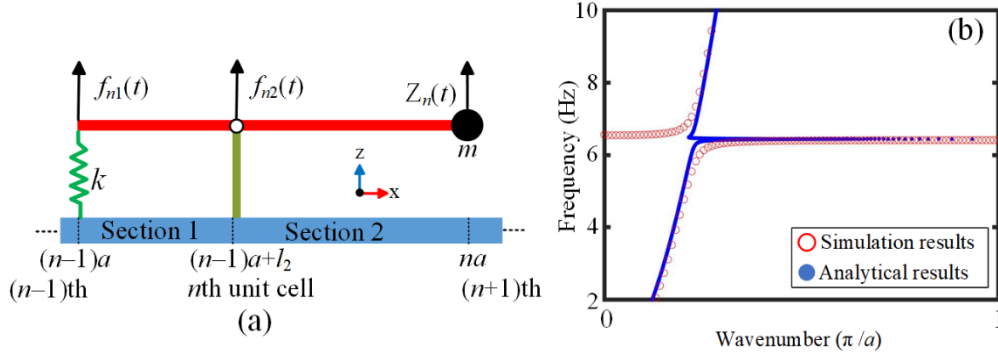 fn1(t)
fn2(t)
Zn(t)
m
k
z
x
Section 1
Section 2
(n−1)a
(n−1)a+l2
na
(n−1)th
nth unit cell
(n+1)th
(a)
(b)
10
8
6
4
2
Frequency (Hz)
0
1
Wavenumber (π /a)
Simulation results
Analytical results